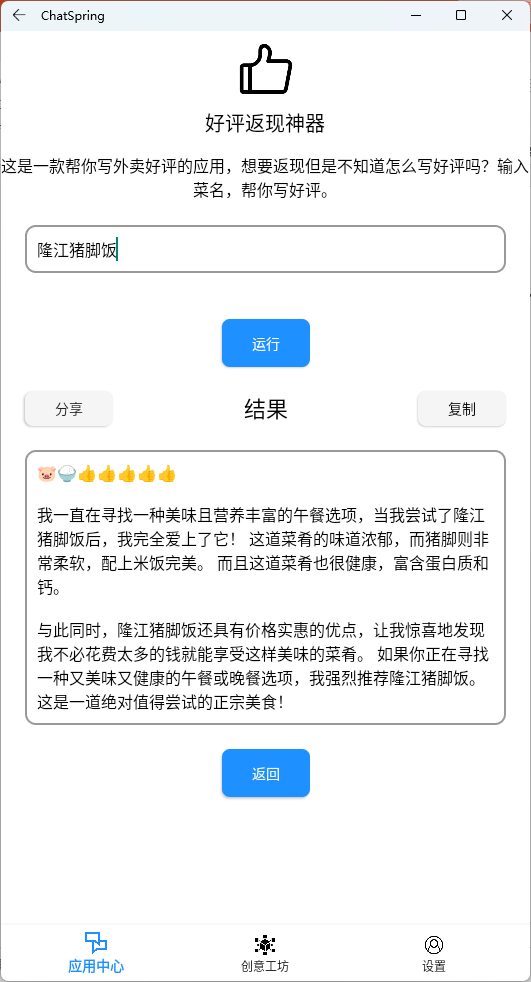 ChatSpring
好评返现神器
这是一款帮你写外卖好评的应用，想要返现但是不知道怎么写好评吗？输入
菜名，帮你写好评。
隆江猪脚饭
运行
分享
结果
复制
🐷🍚👍👍👍👍👍
我一直在寻找一种美味且营养丰富的午餐选项，当我尝试了隆江
猪脚饭后，我完全爱上了它！ 这道菜肴的味道浓郁，而猪脚则非
常柔软，配上米饭完美。 而且这道菜肴也很健康，富含蛋白质和
钙。
与此同时，隆江猪脚饭还具有价格实惠的优点，让我惊喜地发现
我不必花费太多的钱就能享受这样美味的菜肴。 如果你正在寻找
一种又美味又健康的午餐或晚餐选项，我强烈推荐隆江猪脚饭。
这是一道绝对值得尝试的正宗美食！
返回
应用中心
创意工坊
设置